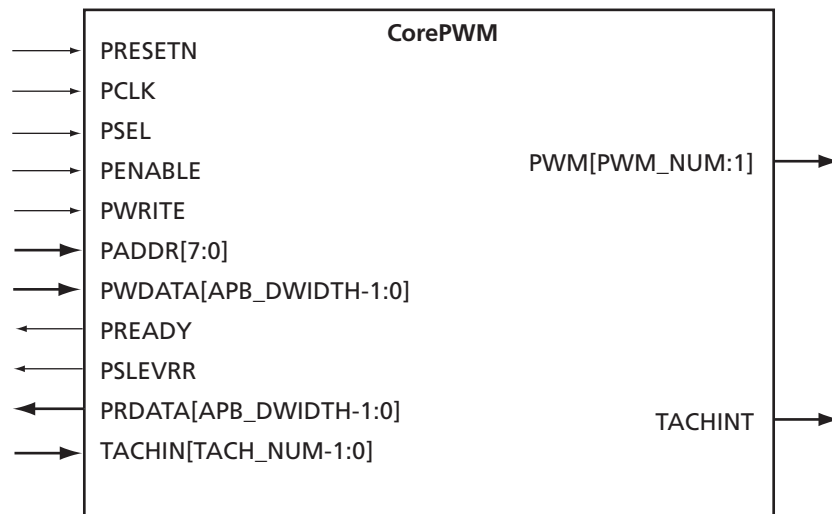 CorePWM
PRESETN
PCLK
PSEL
PENABLE
PWM[PWM_NUM:1]
PWRITE
PADDR[7:0]
PWDATA[APB_DWIDTH-1:0]
PREADY
PSLEVRR
PRDATA[APB_DWIDTH-1:0]
TACHINT
TACHIN[TACH_NUM-1:0]